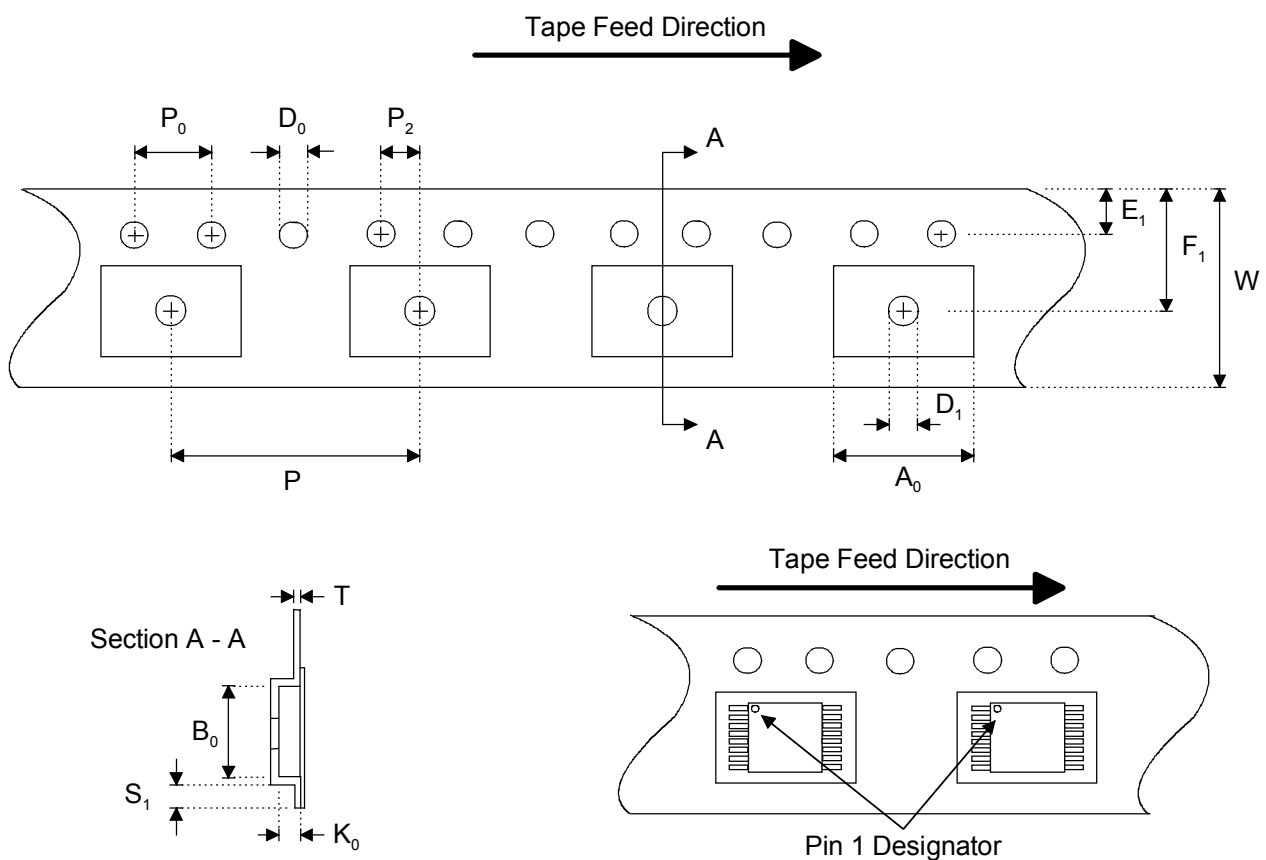 Tape Feed Direction
P₀
D₀
P₂
A
E₁
F₁
W
D₁
A
P
A₀
Tape Feed Direction
T
Section A - A
B₀
S₁
K₀
Pin 1 Designator